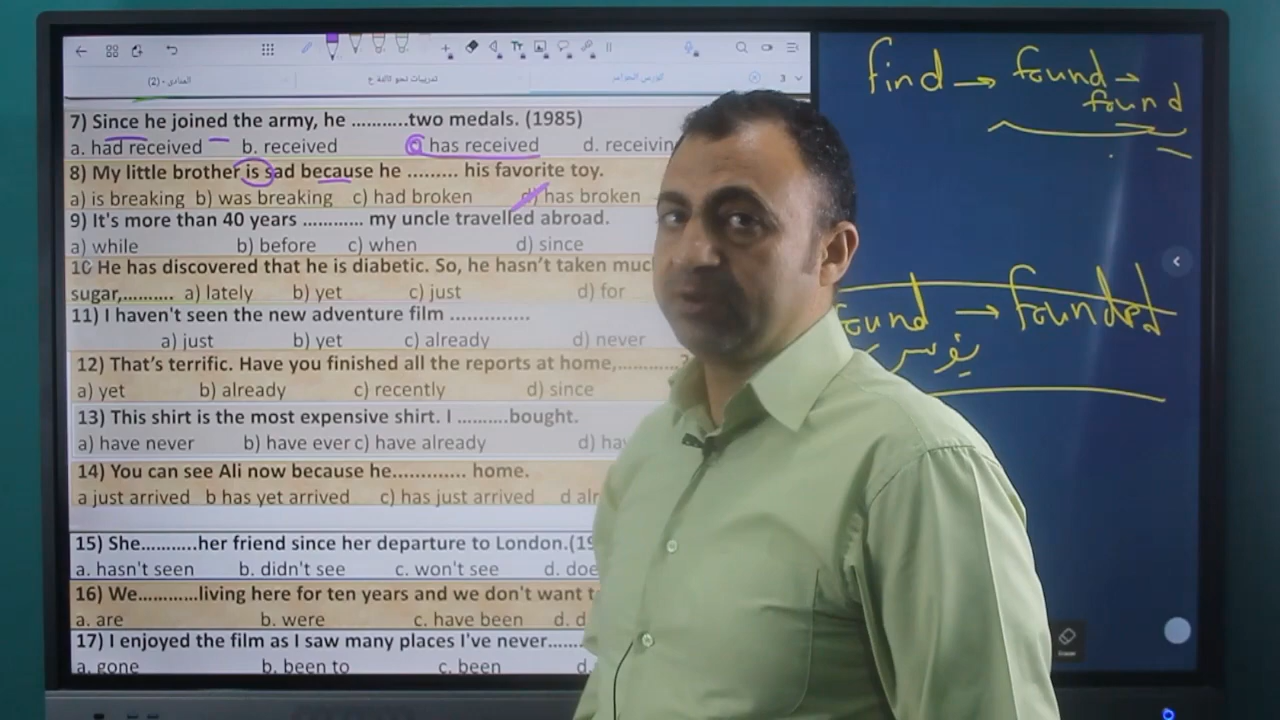 7) Since he joined the army, he ...........two medals. (1985)
a. had received b. received c has received d. receivin
8) My little brother is sad because he ......... his favorite toy.
a) is breaking b) was breaking c) had broken d) has broken
9) It's more than 40 years ............ my uncle travelled abroad.
a) while b) before c) when d) since
10 He has discovered that he is diabetic. So, he hasn't taken muc
sugar,.......... a) lately b) yet c) just d) for
11) I haven't seen the new adventure film ..............
a) just b) yet c) already d) never
12) That's terrific. Have you finished all the reports at home,...........?
a) yet b) already c) recently d) since
13) This shirt is the most expensive shirt. I ..........bought.
a) have never b) have ever c) have already d) hav
14) You can see Ali now because he............. home.
a just arrived b has yet arrived c) has just arrived d alr
15) She...........her friend since her departure to London.(19
a. hasn't seen b. didn't see c. won't see d. doe
16) We............living here for ten years and we don't want t
a. are b. were c. have been d. d
17) I enjoyed the film as I saw many places I've never.......
a. gone b. been to c. been d.
find → found →
found
ound → founded